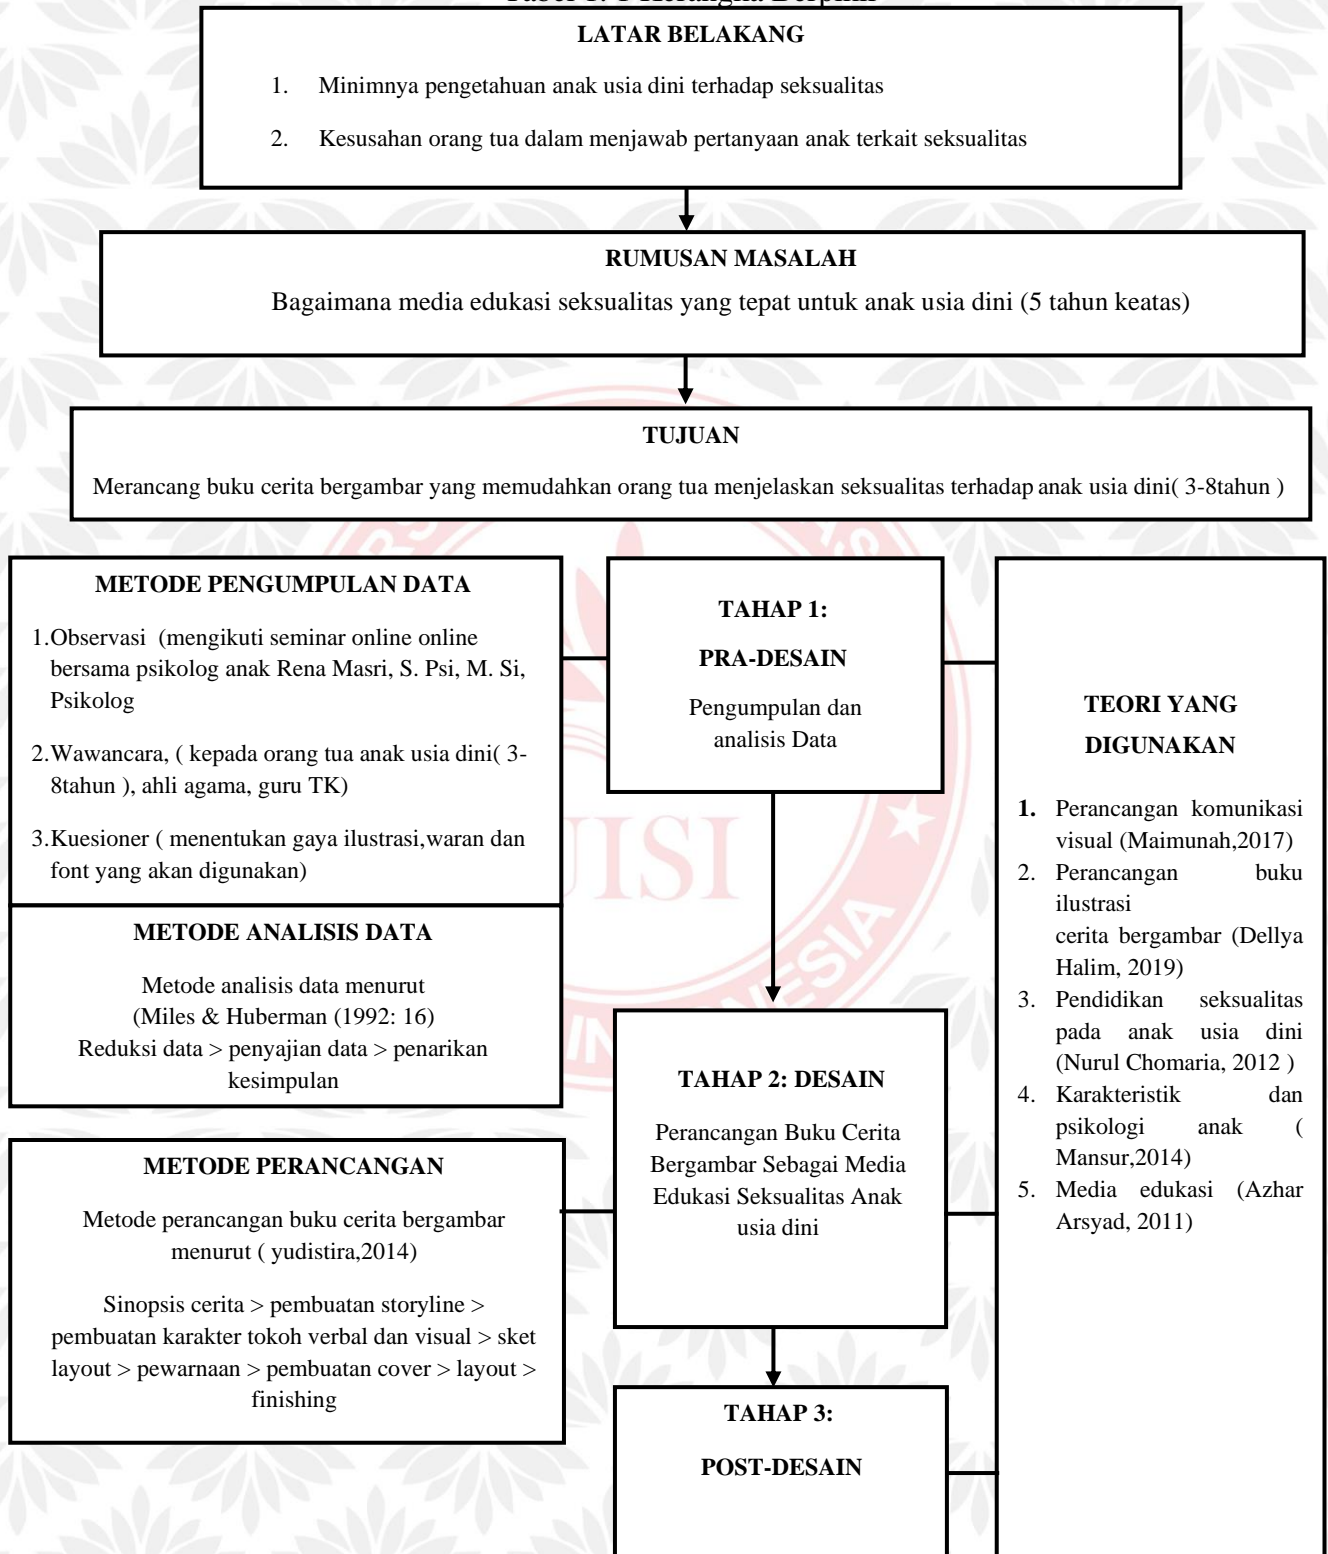 Tabel 1. 1 Kerangka Berpikir
LATAR BELAKANG
1. Minimnya pengetahuan anak usia dini terhadap seksualitas
2. Kesusahan orang tua dalam menjawab pertanyaan anak terkait seksualitas
RUMUSAN MASALAH
Bagaimana media edukasi seksualitas yang tepat untuk anak usia dini (5 tahun keatas)
TUJUAN
Merancang buku cerita bergambar yang memudahkan orang tua menjelaskan seksualitas terhadap anak usia dini( 3-8tahun )
METODE PENGUMPULAN DATA
1.Observasi (mengikuti seminar online online
bersama psikolog anak Rena Masri, S. Psi, M. Si,
Psikolog
2.Wawancara, ( kepada orang tua anak usia dini( 3-
8tahun ), ahli agama, guru TK)
3.Kuesioner ( menentukan gaya ilustrasi,waran dan
font yang akan digunakan)
METODE ANALISIS DATA
Metode analisis data menurut
(Miles & Huberman (1992: 16)
Reduksi data > penyajian data > penarikan
kesimpulan
METODE PERANCANGAN
Metode perancangan buku cerita bergambar
menurut ( yudistira,2014)
Sinopsis cerita > pembuatan storyline >
pembuatan karakter tokoh verbal dan visual > sket
layout > pewarnaan > pembuatan cover > layout >
finishing
TAHAP 1:
PRA-DESAIN
Pengumpulan dan
analisis Data
TAHAP 2: DESAIN
Perancangan Buku Cerita
Bergambar Sebagai Media
Edukasi Seksualitas Anak
usia dini
TAHAP 3:
POST-DESAIN
TEORI YANG
DIGUNAKAN
1. Perancangan komunikasi
visual (Maimunah,2017)
2. Perancangan buku
ilustrasi
cerita bergambar (Dellya
Halim, 2019)
3. Pendidikan seksualitas
pada anak usia dini
(Nurul Chomaria, 2012 )
4. Karakteristik dan
psikologi anak (
Mansur,2014)
5. Media edukasi (Azhar
Arsyad, 2011)
UISI